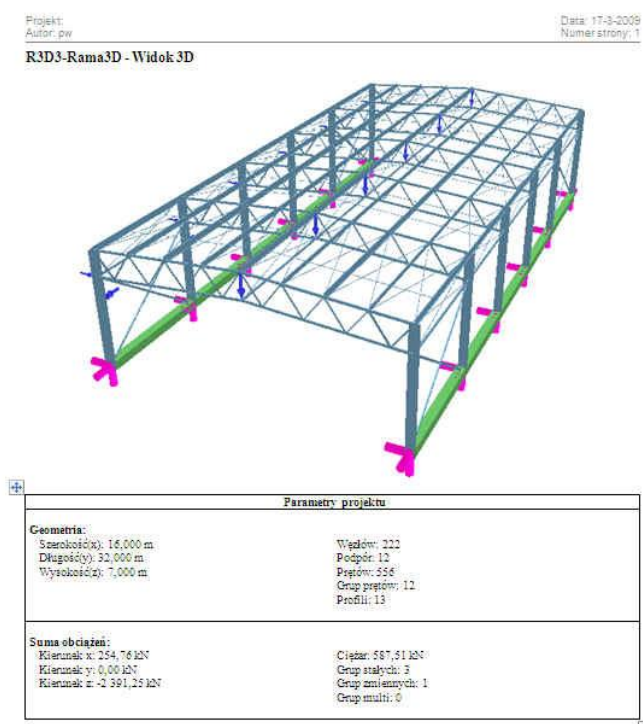 Projekt:
Autor: pw
Data: 17-3-2009
Numer strony: 1
R3D3-Rama3D - Widok 3D
Parametry projektu
Geometria:
Szerokość(x): 16,000 m
Długość(y): 32,000 m
Wysokość(z): 7,000 m
Węzłów: 222
Podpór: 12
Prętów: 556
Grup prętów: 12
Profili: 13
Suma obciążeń:
Kierunek x: 254,76 kN
Kierunek y: 0,00 kN
Kierunek z: -2 391,25 kN
Ciężar: 587,51 kN
Grup stałych: 3
Grup zmiennych: 1
Grup multi: 0